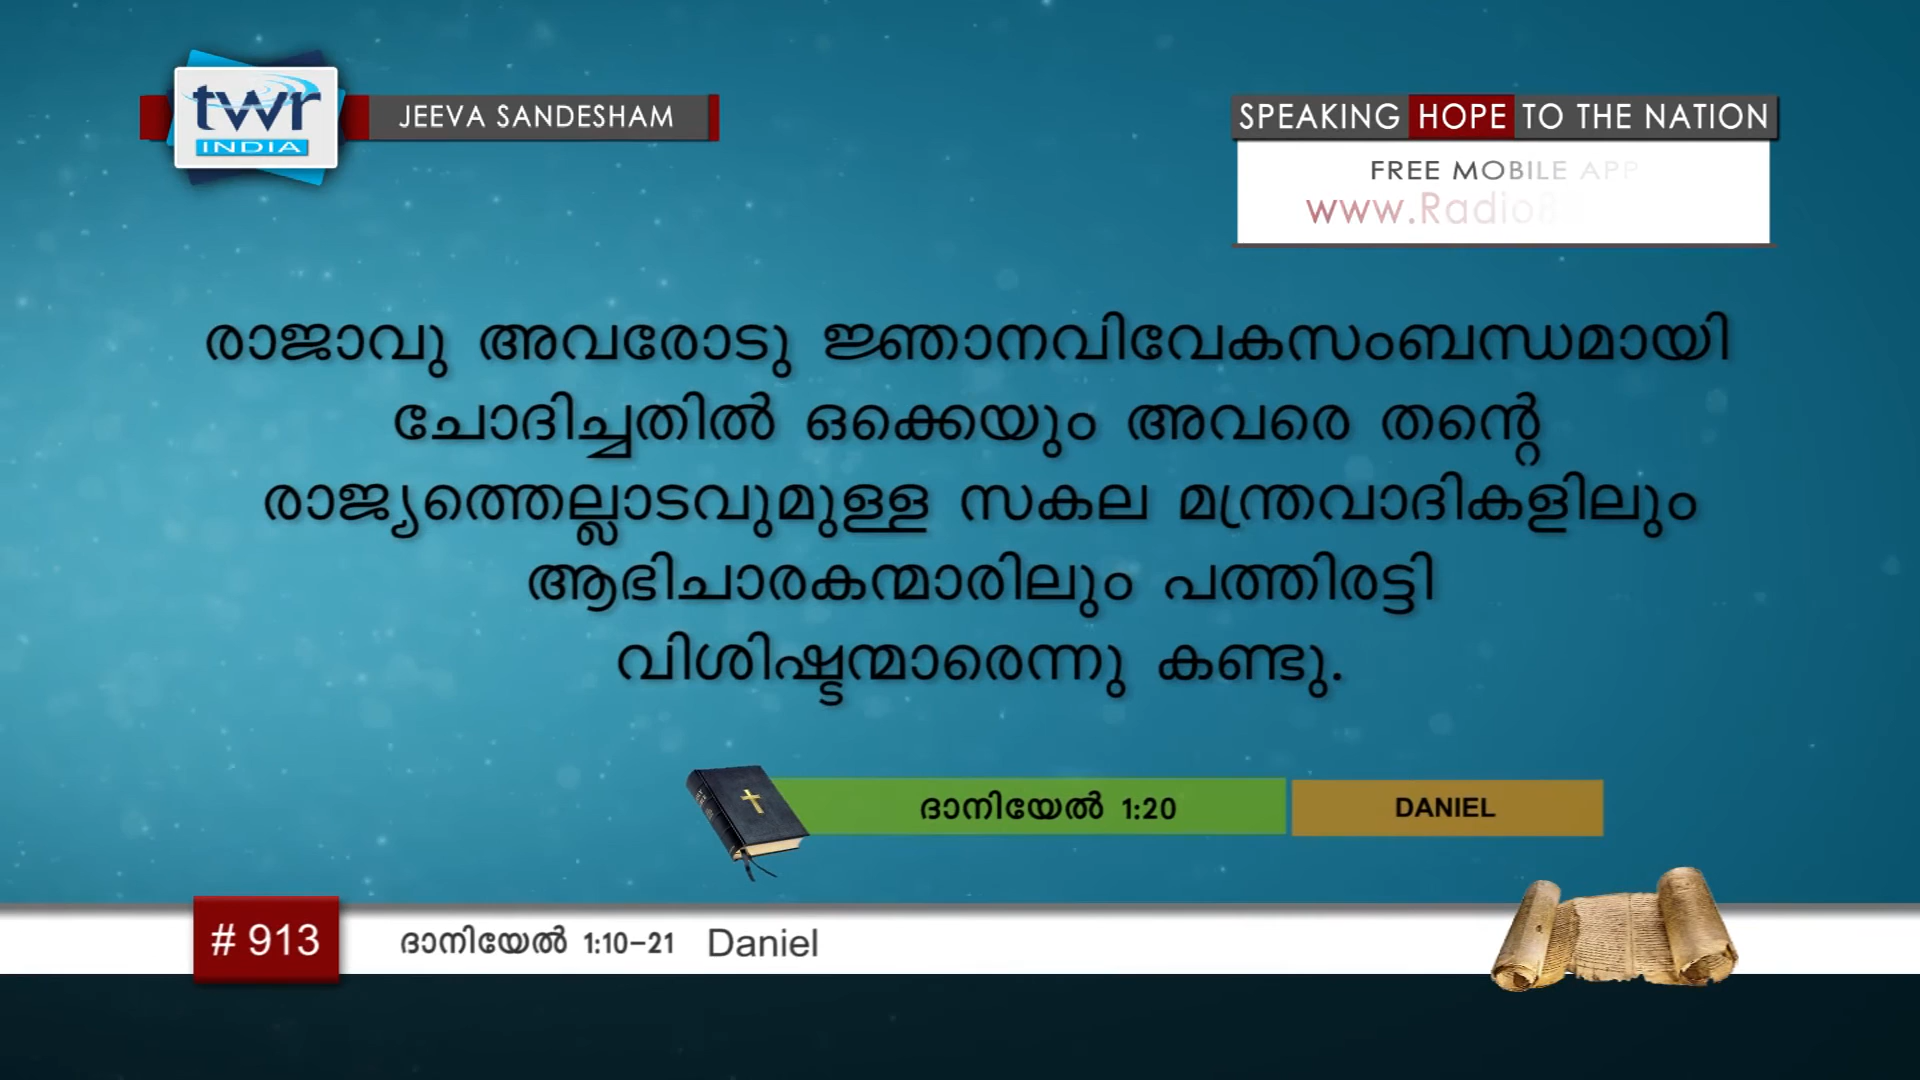 twr
INDIA
JEEVA SANDESHAM
SPEAKING HOPE TO THE NATION
FREE MOBILE APP
രാജാവു അവരോടു ജ്ഞാനവിവേകസംബന്ധമായി
ചോദിച്ചതിൽ ഒക്കെയും അവരെ തന്റെ
രാജ്യത്തെല്ലാടവുമുള്ള സകല മന്ത്രവാദികളിലും
ആഭിചാരകന്മാരിലും പത്തിരട്ടി
വിശിഷ്ടന്മാരെന്നു കണ്ടു.
ദാനിയേൽ 1:20
DANIEL
# 913
ദാനിയേൽ 1:10-21 Daniel